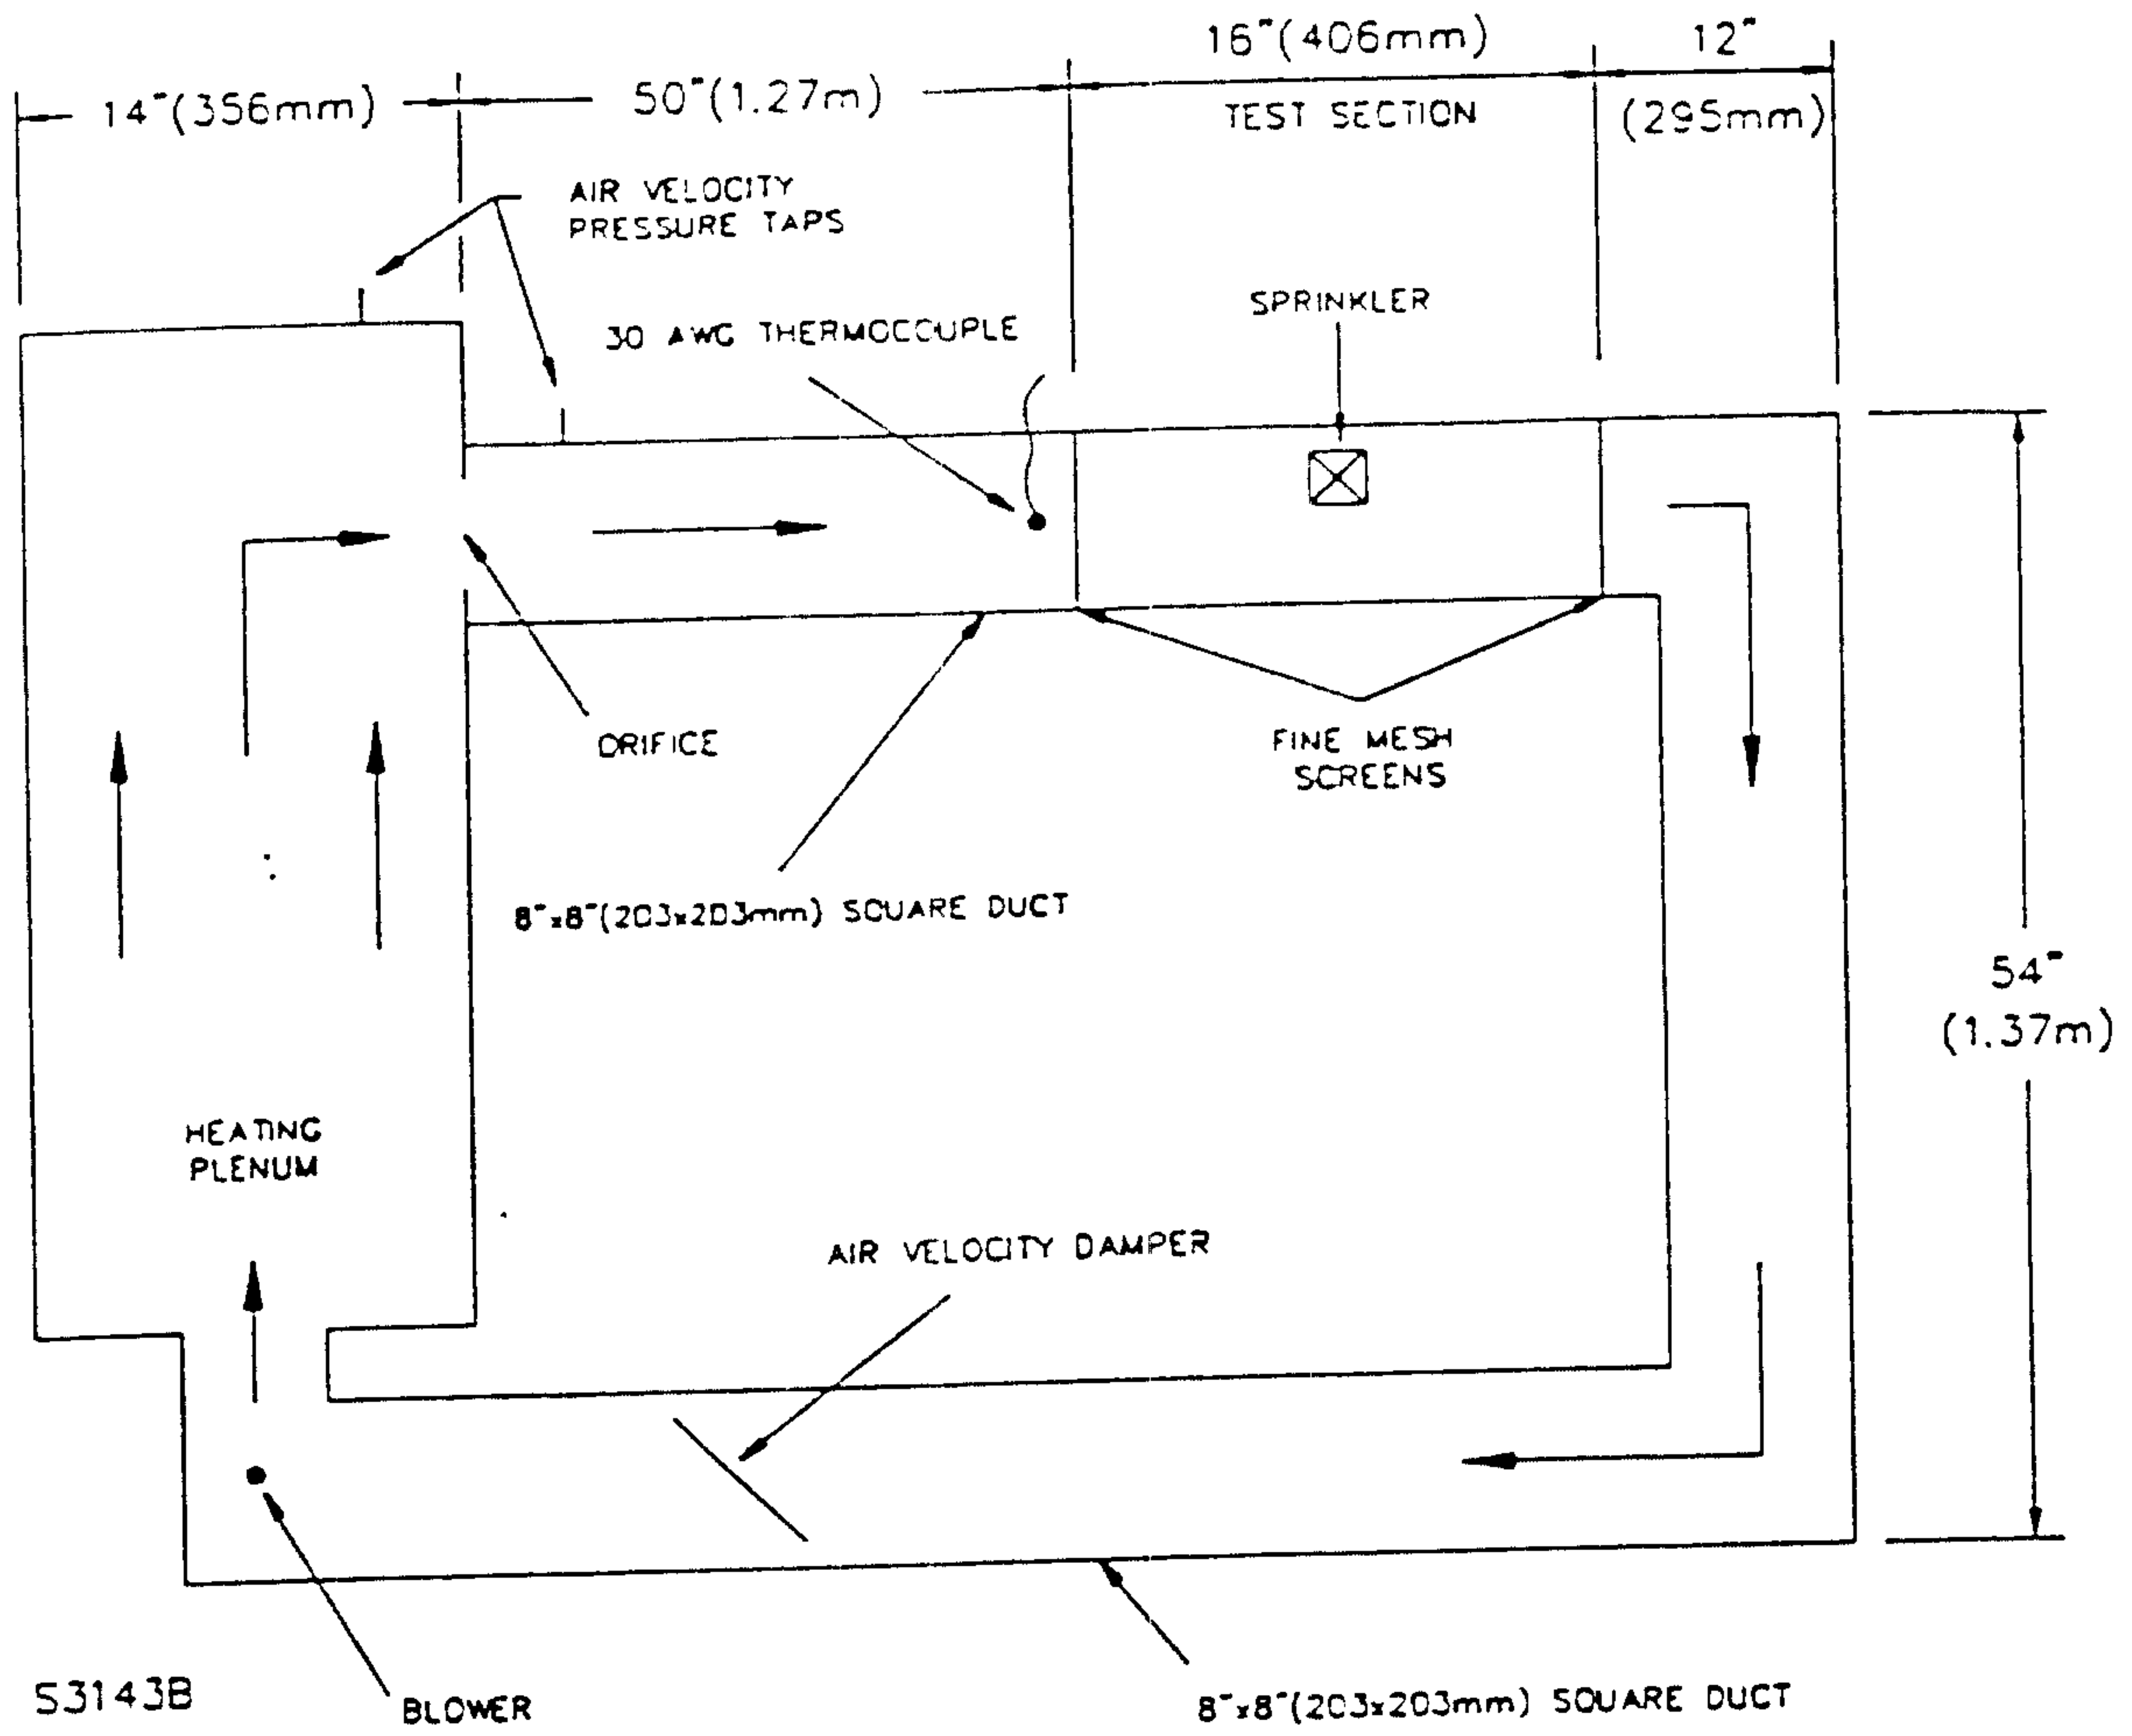 16"(406mm)
12"
14"(356mm)
50"(1.27m)
TEST SECTION
(295mm)
AIR VELOCITY
PRESSURE TAPS
SPRINKLER
30 AWG THERMOCOUPLE
ORIFICE
FINE MESH
SCREENS
8"x8"(203x203mm) SQUARE DUCT
54"
(1.37m)
HEATING
PLENUM
AIR VELOCITY DAMPER
S3143B
BLOWER
8"x8"(203x203mm) SQUARE DUCT